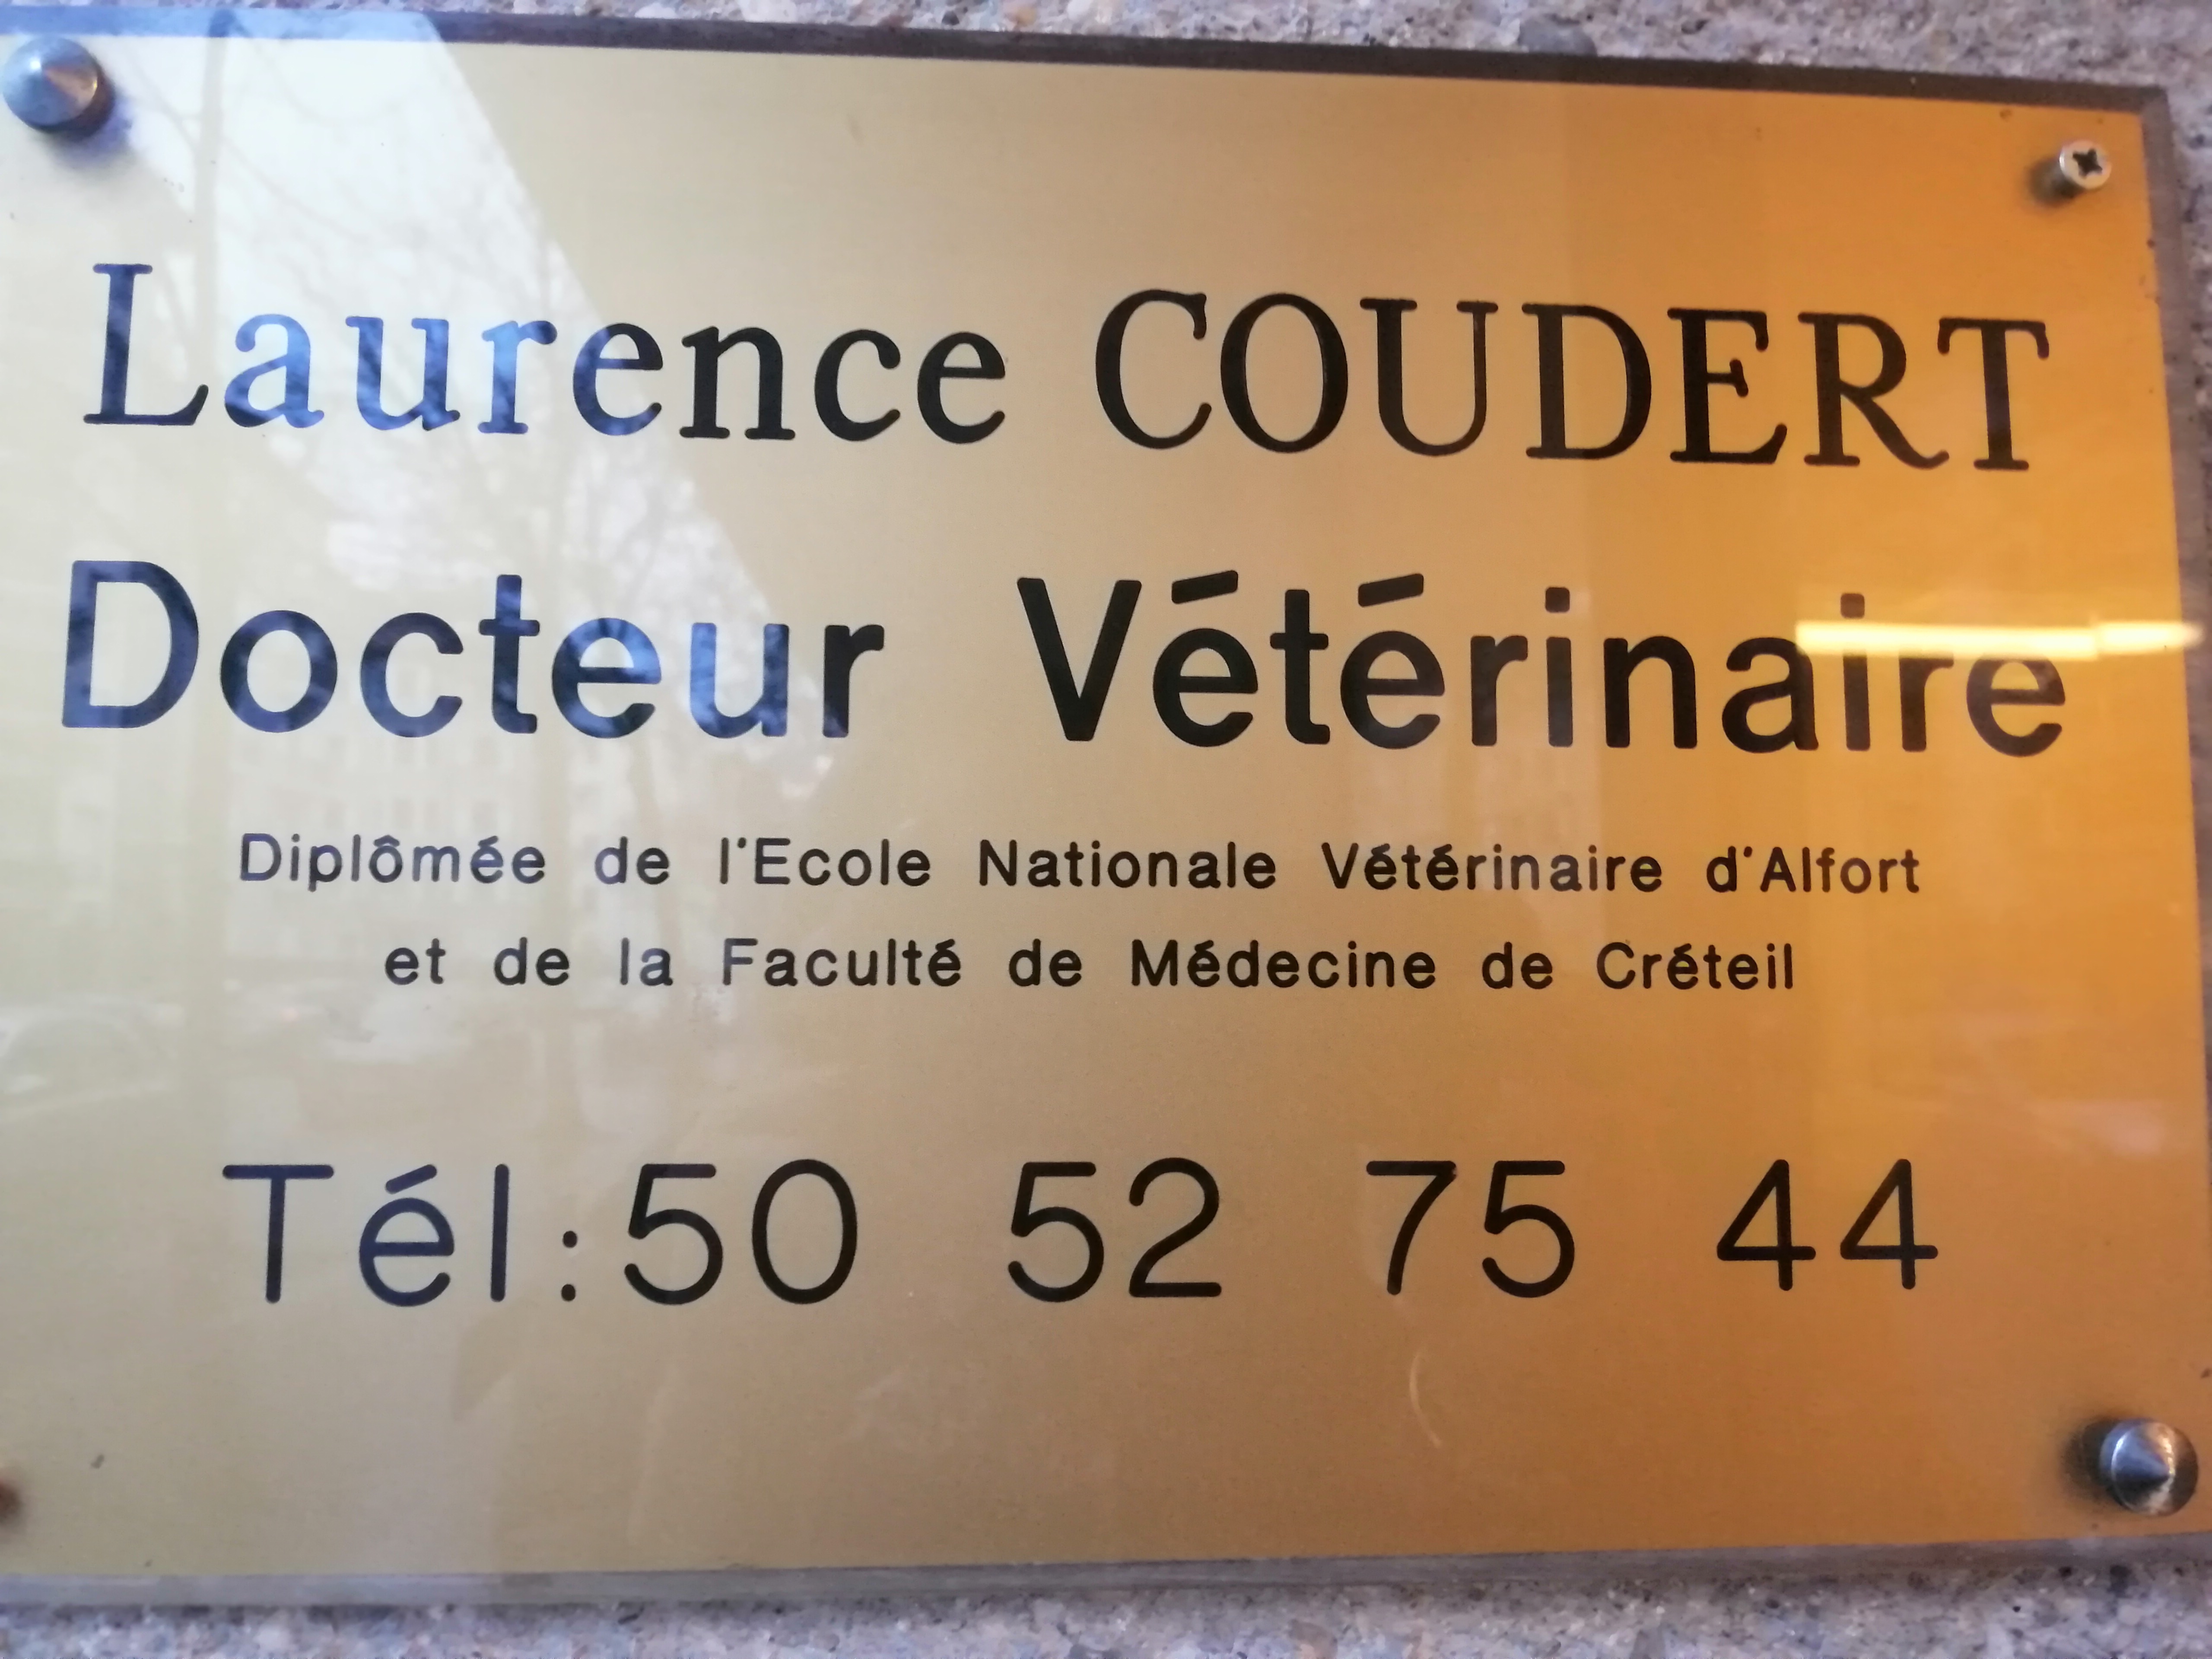 Laurence COUDERT
Docteur Vétérinaire
Diplômée de l'Ecole Nationale Vétérinaire d'Alfort
et de la Faculté de Médecine de Créteil
Tél: 50 52 75 44